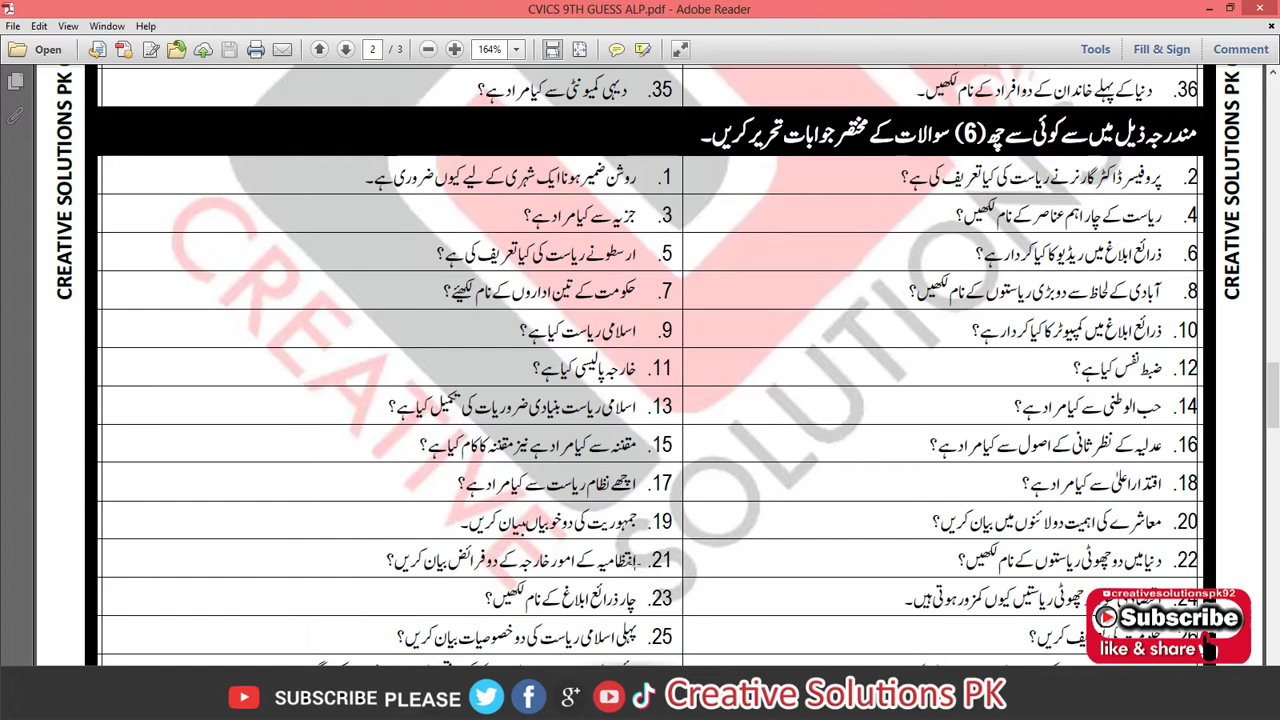 CVICS 9TH GUESS ALP.pdf - Adobe Reader
File Edit View Window Help
Open 2 / 3 164% Tools Fill & Sign Comment
35. دیہی کمیونٹی سے کیا مراد ہے؟
36. دنیا کے پہلے خاندان کے دو افراد کے نام لکھیں۔
مندرجہ ذیل میں سے کوئی سے چھ (6) سوالات کے مختصر جوابات تحریر کریں۔
1. روشن ضمیر ہونا ایک شہری کے لیے کیوں ضروری ہے۔
2. پروفیسر ڈاکٹر گارنر نے ریاست کی کیا تعریف کی ہے؟
3. جزیہ سے کیا مراد ہے؟
4. ریاست کے چار اہم عناصر کے نام لکھیں؟
5. ارسطو نے ریاست کی کیا تعریف کی ہے؟
6. ذرائع ابلاغ میں ریڈیو کا کیا کردار ہے؟
7. حکومت کے تین اداروں کے نام لکھیئے؟
8. آبادی کے لحاظ سے دو بڑی ریاستوں کے نام لکھیں؟
9. اسلامی ریاست کیا ہے؟
10. ذرائع ابلاغ میں کمپیوٹر کا کیا کردار ہے؟
11. خارجہ پالیسی کیا ہے؟
12. ضبط نفس کیا ہے؟
13. اسلامی ریاست بنیادی ضروریات کی تکمیل کیا ہے؟
14. حب الوطنی سے کیا مراد ہے؟
15. مقننہ سے کیا مراد ہے نیز مقننہ کا کام کیا ہے؟
16. عدلیہ کے نظر ثانی کے اصول سے کیا مراد ہے؟
17. اچھے نظام ریاست سے کیا مراد ہے؟
18. اقتدار اعلیٰ سے کیا مراد ہے؟
19. جمہوریت کی دو خوبیاں بیان کریں۔
20. معاشرے کی اہمیت دو لائنوں میں بیان کریں؟
21. انتظامیہ کے امور خارجہ کے دو فرائض بیان کریں؟
22. دنیا میں دو چھوٹی ریاستوں کے نام لکھیں؟
23. چار ذرائع ابلاغ کے نام لکھیں؟
24. چھوٹی ریاستیں کیوں کمزور ہوتی ہیں۔
25. پہلی اسلامی ریاست کی دو خصوصیات بیان کریں؟
کریں؟
CREATIVE SOLUTIONS PK
CREATIVE SOLUTIONS PK
CREATIVE SOLUTIONS
creativesolutionspk92
Subscribe
like & share
SUBSCRIBE PLEASE Creative Solutions PK